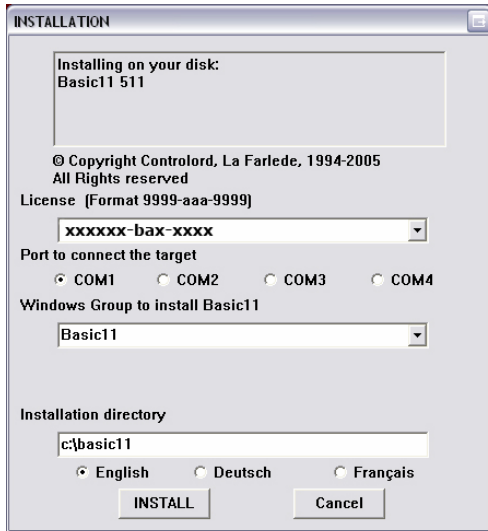 INSTALLATION
Installing on your disk:
Basic11 511
© Copyright Controlord, La Farlede, 1994-2005
All Rights reserved
License (Format 9999-aaa-9999)
xxxxxx-bax-xxxx
Port to connect the target
COM1 COM2 COM3 COM4
Windows Group to install Basic11
Basic11
Installation directory
c:\basic11
English Deutsch Français
INSTALL Cancel